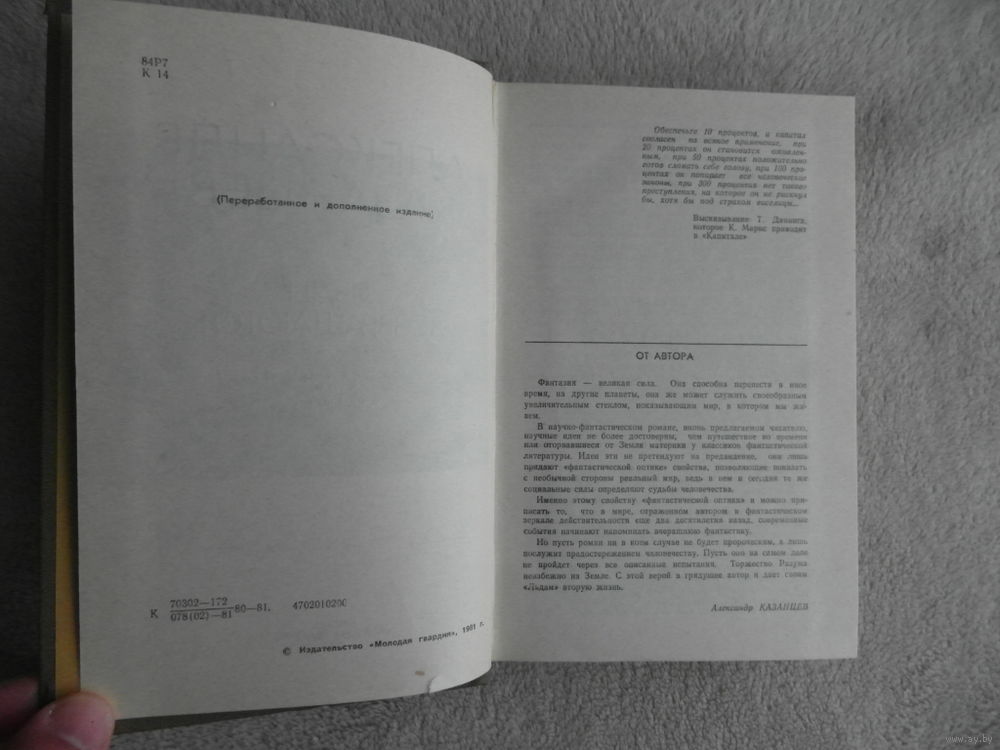 84Р7
К 14
(Переработанное и дополненное издание)
К 70302—172
078(02)—81 80—81. 4702010200
© Издательство «Молодая гвардия», 1981 г.
Обеспечьте 10 процентов, и капитал
согласен на всякое применение, при
20 процентах он становится оживлен-
ным, при 50 процентах положительно
готов сломать себе голову, при 100 про-
центах он попирает все человеческие
законы, при 300 процентах нет такого
преступления, на которое он не рискнул
бы, хотя бы под страхом виселицы...
Высказывание Т. Даннинга,
которое К. Маркс приводит
в «Капитале»
ОТ АВТОРА
Фантазия — великая сила. Она способна перенести в иное
время, на другие планеты, она же может служить своеобразным
увеличительным стеклом, показывающим мир, в котором мы жи-
вем.
В научно-фантастическом романе, вновь предлагаемом читателю,
научные идеи не более достоверны, чем путешествие во времени
или оторвавшиеся от Земли материки у классиков фантастической
литературы. Идеи эти не претендуют на предвидение, они лишь
придают «фантастической оптике» свойства, позволяющие показать
с необычной стороны реальный мир, ведь в нем и сегодня те же
социальные силы определяют судьбы человечества.
Именно этому свойству «фантастической оптики» и можно при-
писать то, что в мире, отраженном автором в фантастическом
зеркале действительности еще два десятилетия назад, современные
события начинают напоминать вчерашнюю фантастику.
Но пусть роман ни в коем случае не будет пророческим, а лишь
послужит предостережением человечеству. Пусть оно на самом деле
не пройдет через все описанные испытания. Торжество Разума
неизбежно на Земле. С этой верой в грядущее автор и дает своим
«Льдам» вторую жизнь.
Александр КАЗАНЦЕВ
www.ay.by